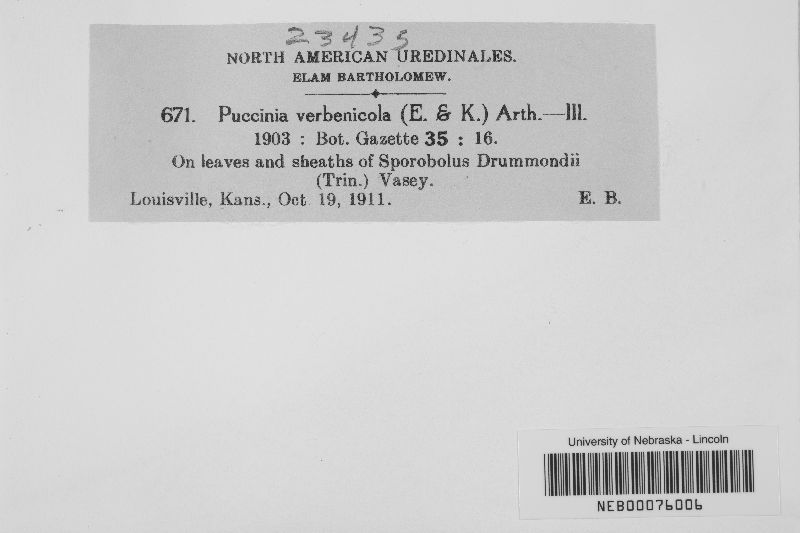 23435
NORTH AMERICAN UREDINALES.
ELAM BARTHOLOMEW.
671. Puccinia verbenicola (E. & K.) Arth.—III.
1903 : Bot. Gazette 35 : 16.
On leaves and sheaths of Sporobolus Drummondii
(Trin.) Vasey.
Louisville, Kans., Oct 19, 1911. E. B.
University of Nebraska - Lincoln
NEB00076006